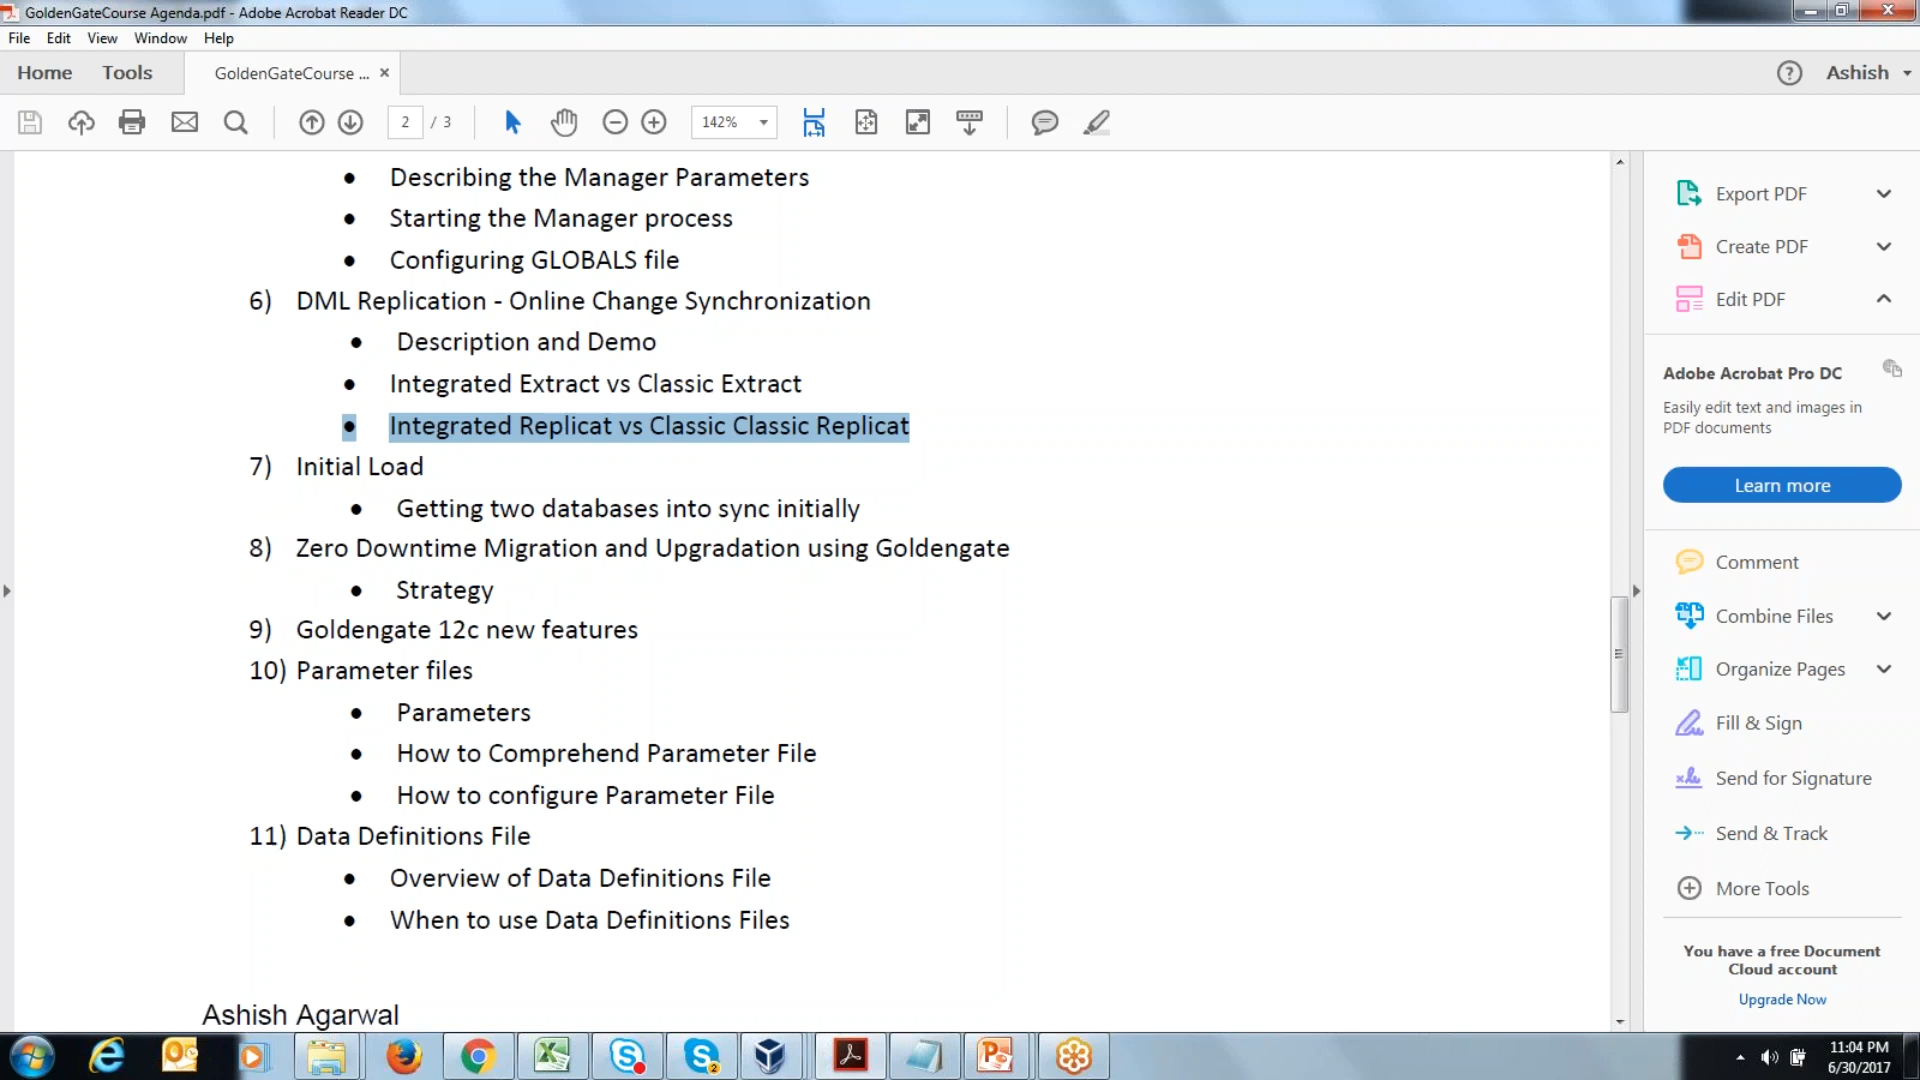 GoldenGateCourse Agenda.pdf - Adobe Acrobat Reader DC
File Edit View Window Help
Home Tools GoldenGateCourse ... × Ashish
2 / 3 142%
• Describing the Manager Parameters
• Starting the Manager process
• Configuring GLOBALS file
6) DML Replication - Online Change Synchronization
• Description and Demo
• Integrated Extract vs Classic Extract
• Integrated Replicat vs Classic Classic Replicat
7) Initial Load
• Getting two databases into sync initially
8) Zero Downtime Migration and Upgradation using Goldengate
• Strategy
9) Goldengate 12c new features
10) Parameter files
• Parameters
• How to Comprehend Parameter File
• How to configure Parameter File
11) Data Definitions File
• Overview of Data Definitions File
• When to use Data Definitions Files
Ashish Agarwal
Export PDF
Create PDF
Edit PDF
Adobe Acrobat Pro DC
Easily edit text and images in
PDF documents
Learn more
Comment
Combine Files
Organize Pages
Fill & Sign
Send for Signature
Send & Track
More Tools
You have a free Document
Cloud account
Upgrade Now
2
11:04 PM
6/30/2017